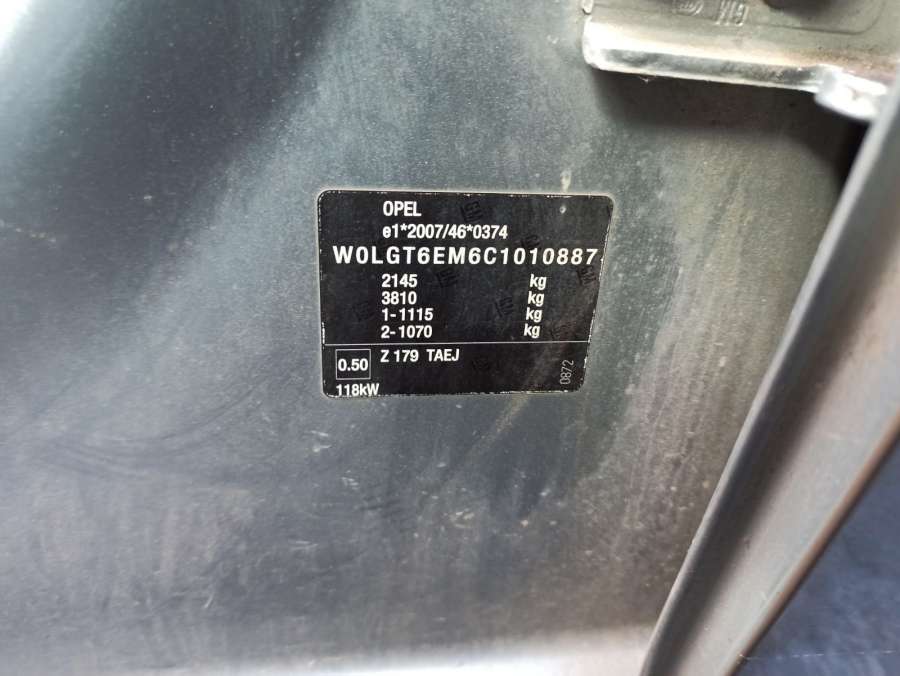 GM
OPEL
e1*2007/46*0374
W0LGT6EM6C1010887
2145 kg
3810 kg
1-1115 kg
2-1070 kg
0.50 Z 179 TAEJ
118kW
0872